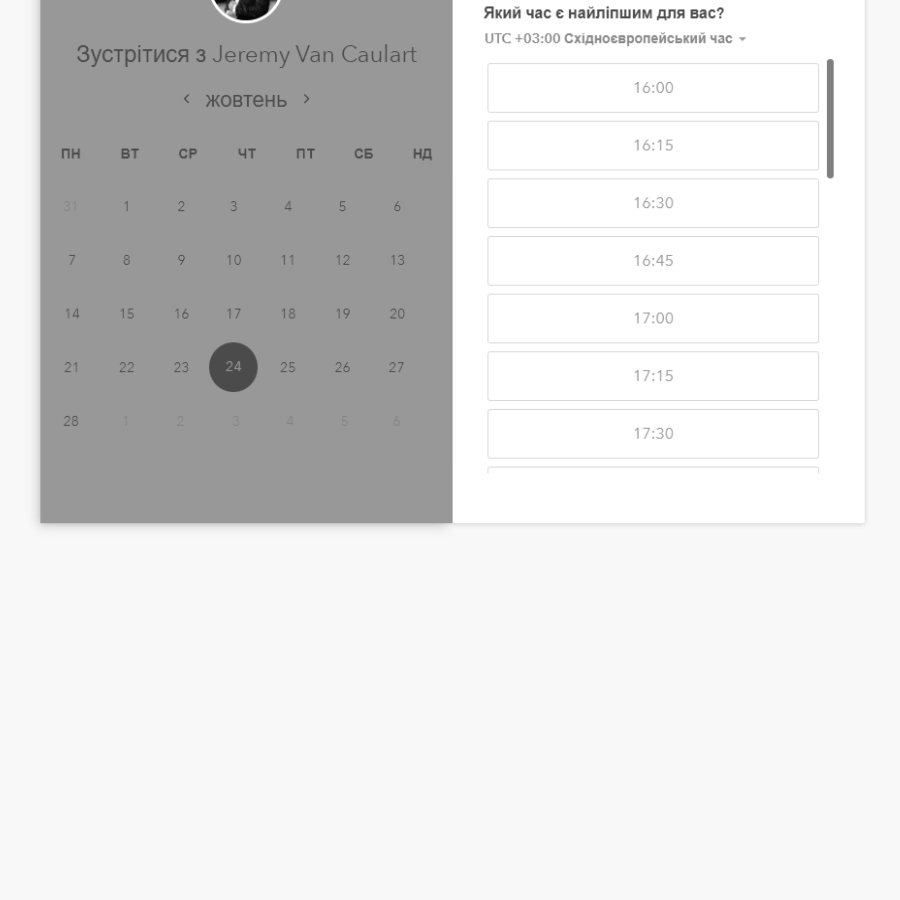 Зустрітися з Jeremy Van Caulart
жовтень
ПН ВТ СР ЧТ ПТ СБ НД
31 1 2 3 4 5 6
7 8 9 10 11 12 13
14 15 16 17 18 19 20
21 22 23 24 25 26 27
28 1 2 3 4 5 6
Який час є найліпшим для вас?
UTC +03:00 Східноєвропейський час
16:00
16:15
16:30
16:45
17:00
17:15
17:30